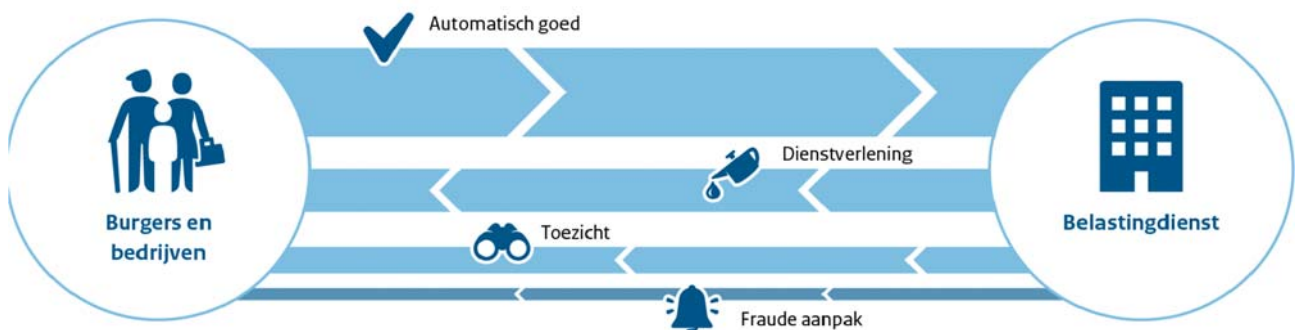 Automatisch goed
Dienstverlening
Burgers en
bedrijven
Toezicht
Belastingdienst
Fraude aanpak